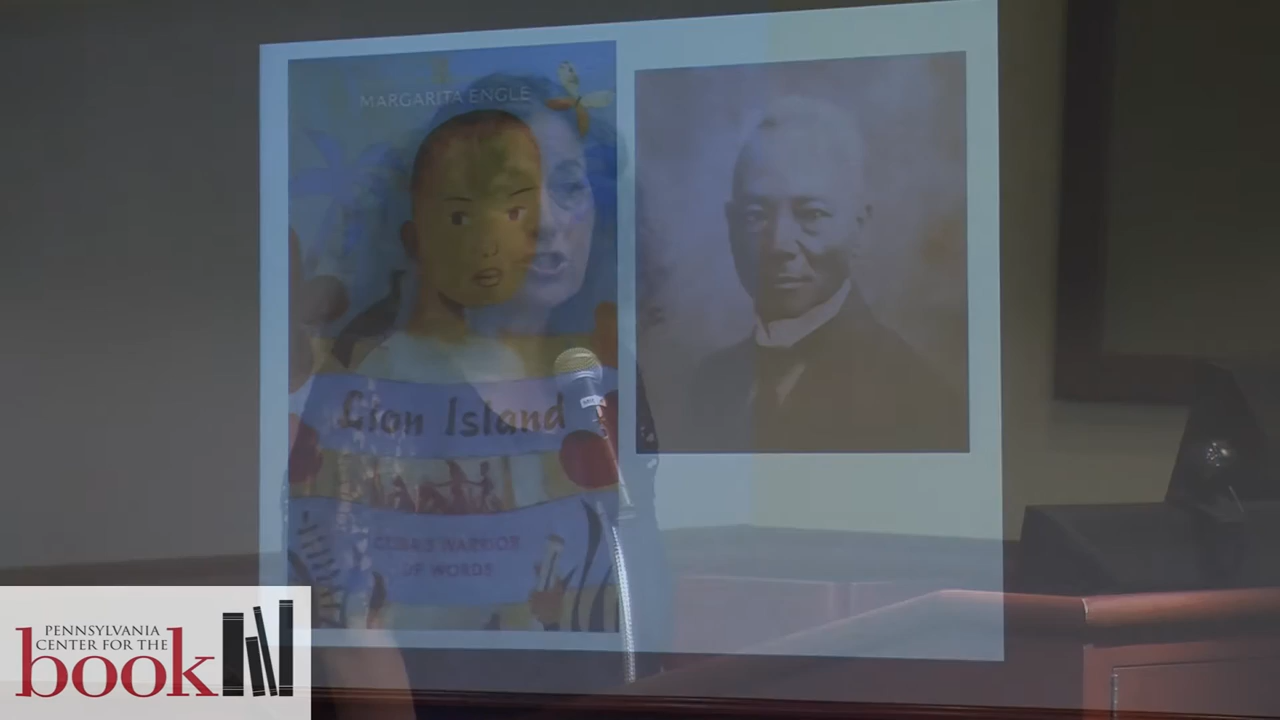 MARGARITA ENGLE
Lion Island
CUBA'S WARRIOR
OF WORDS
PENNSYLVANIA
CENTER FOR THE
book